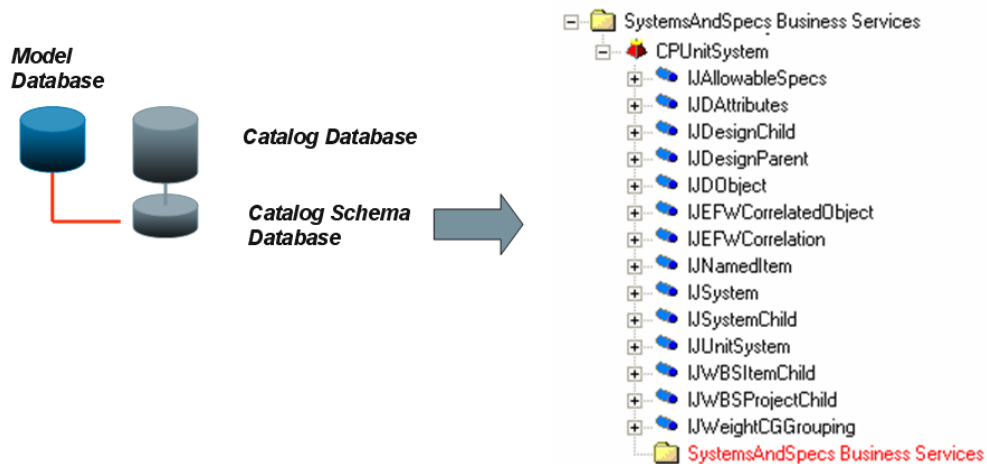 Model
Database
Catalog Database
Catalog Schema
Database
SystemsAndSpecs Business Services
CPUnitSystem
IJAllowableSpecs
IJDAttributes
IJDesignChild
IJDesignParent
IJDObject
IJEFWCorrelatedObject
IJEFWCorrelation
IJNamedItem
IJSystem
IJSystemChild
IJUnitSystem
IJWBSItemChild
IJWBSProjectChild
IJWeightCGGrouping
SystemsAndSpecs Business Services